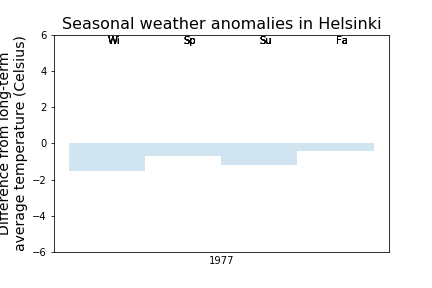 Seasonal weather anomalies in Helsinki
Wi Sp Su Fa
6
4
2
0
−2
−4
−6
Difference from long-term
average temperature (Celsius)
1977